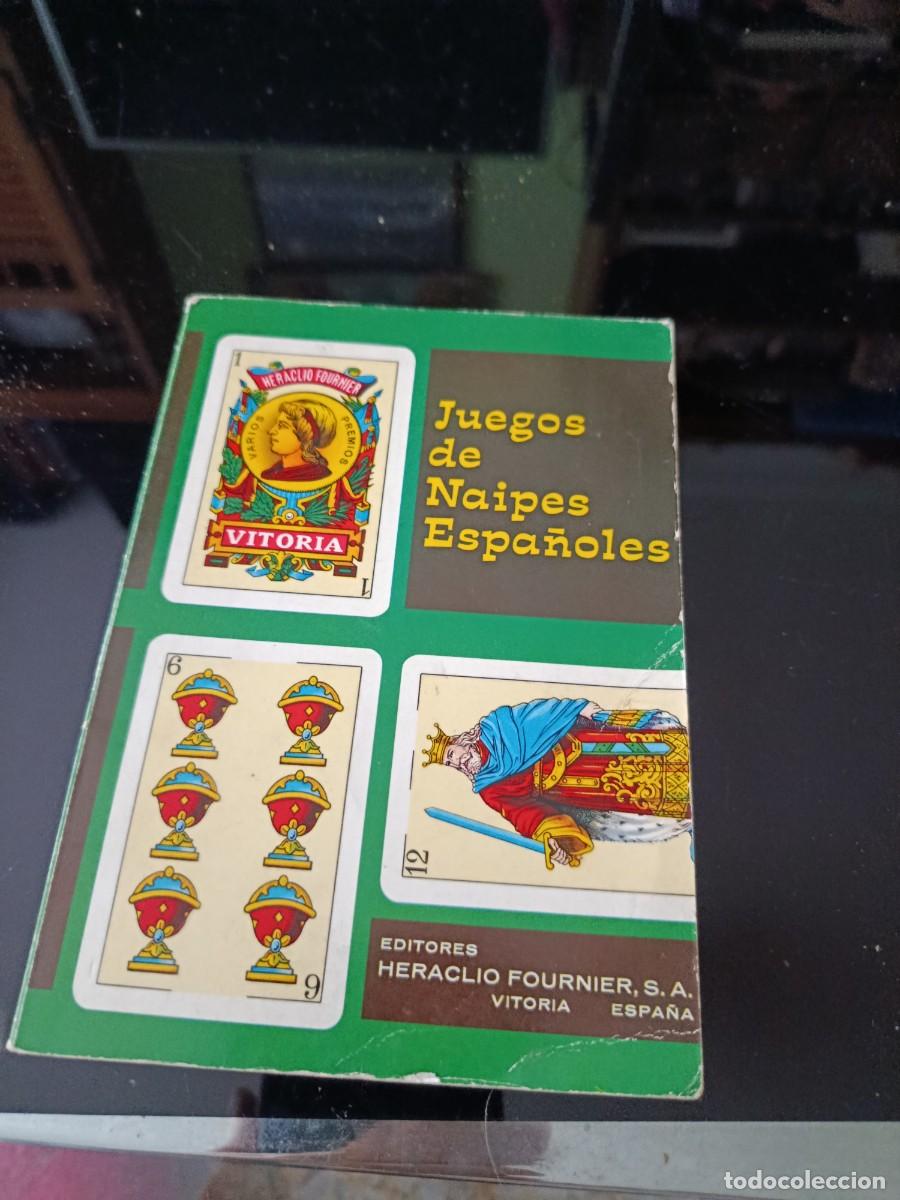 1
HERACLIO FOURNIER
VARIOS PREMIOS
VITORIA
1
Juegos
de
Naipes
Españoles
6
6
12
EDITORES
HERACLIO FOURNIER, S. A.
VITORIA ESPAÑA
todocoleccion